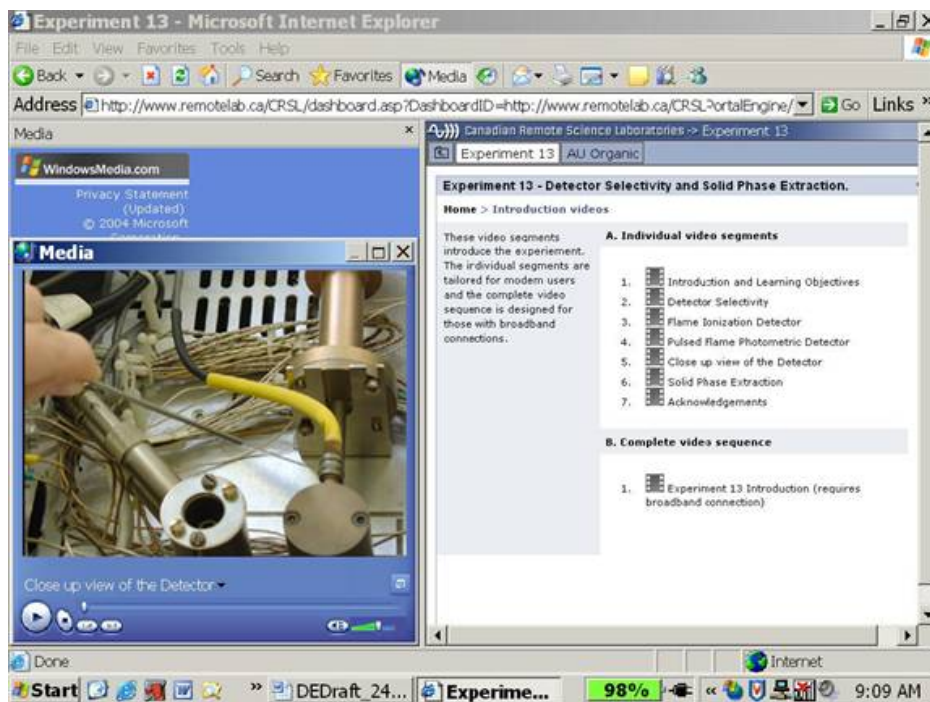 Experiment 13 - Microsoft Internet Explorer
File Edit View Favorites Tools Help
Back Search Favorites Media
Address http://www.remotelab.ca/CRSL/dashboard.asp?DashboardID=http://www.remotelab.ca/CRSLPortalEngine/ Go Links »
Media ×
WindowsMedia.com
Privacy Statement
(Updated)
© 2004 Microsoft
Corporation
Media
Close up view of the Detector
Canadian Remote Science Laboratories -> Experiment 13
Experiment 13 AU Organic
Experiment 13 - Detector Selectivity and Solid Phase Extraction.
Home > Introduction videos
These video segments
introduce the experiement.
The individual segments are
tailored for modem users
and the complete video
sequence is designed for
those with broadband
connections.
A. Individual video segments
1. Introduction and Learning Objectives
2. Detector Selectivity
3. Flame Ionization Detector
4. Pulsed Flame Photometric Detector
5. Close up view of the Detector
6. Solid Phase Extraction
7. Acknowledgements
B. Complete video sequence
1. Experiment 13 Introduction (requires
broadband connection)
Done Internet
Start » DEDraft_24... Experime... 98% « 9:09 AM